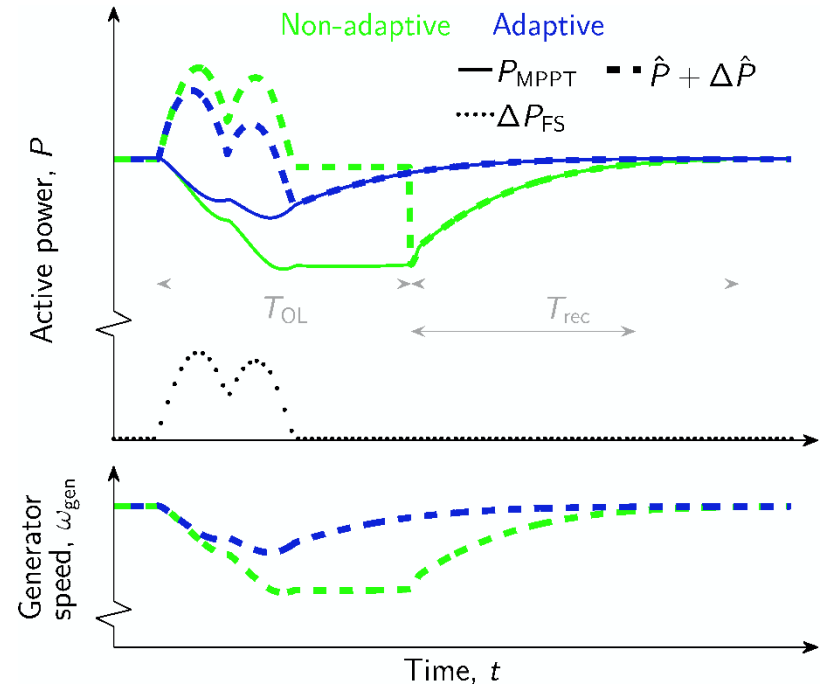 Non-adaptive Adaptive
P_MPPT P̂ + ΔP̂
ΔP_FS
Active power, P
T_OL T_rec
Generator
speed, ω_gen
Time, t